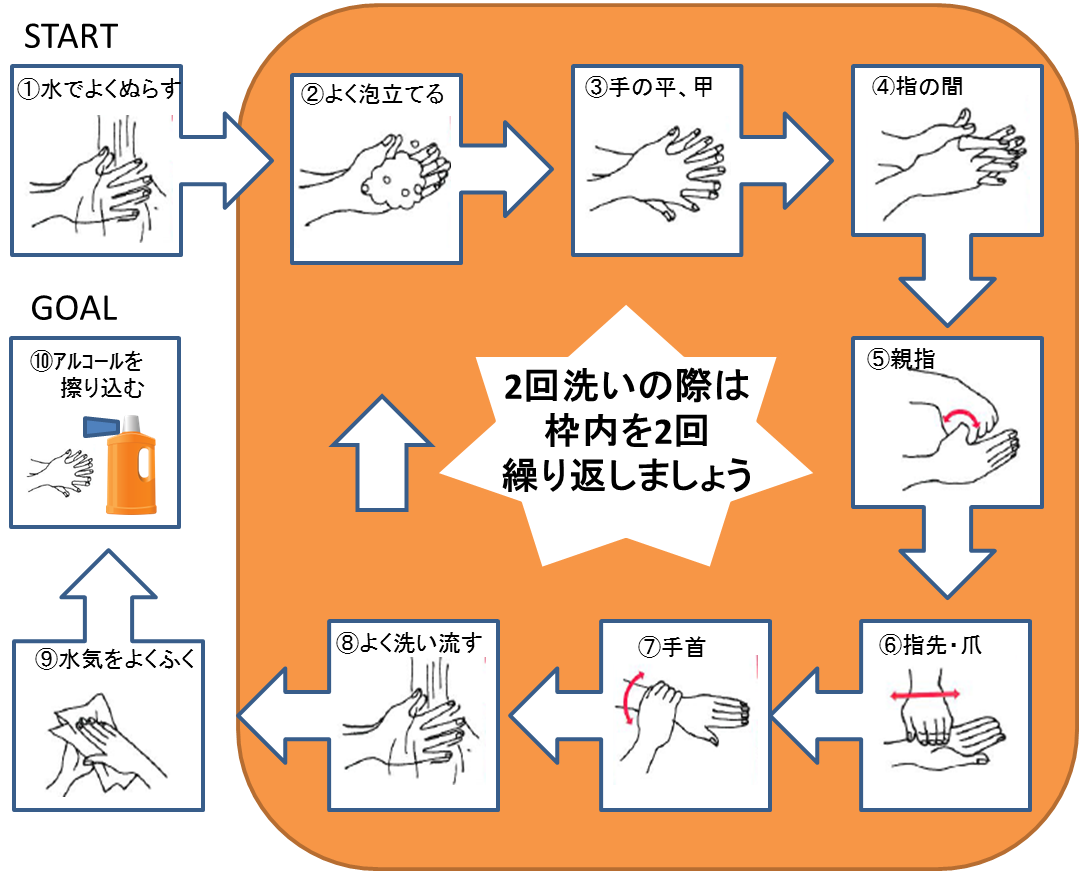 START
①水でよくぬらす
②よく泡立てる
③手の平、甲
④指の間
⑤親指
⑥指先・爪
⑦手首
⑧よく洗い流す
⑨水気をよくふく
GOAL
⑩アルコールを
擦り込む
2回洗いの際は
枠内を2回
繰り返しましょう